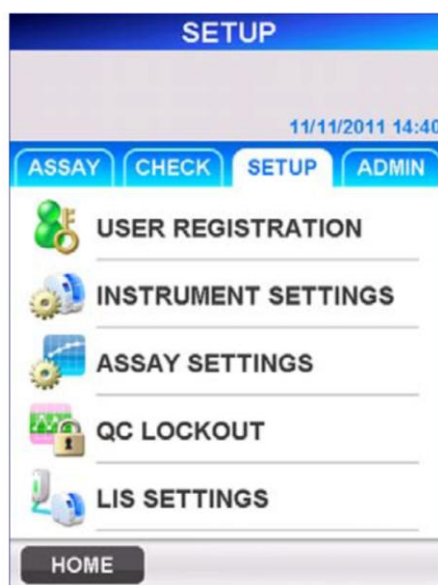 SETUP
11/11/2011 14:40
ASSAY CHECK SETUP ADMIN
USER REGISTRATION
INSTRUMENT SETTINGS
ASSAY SETTINGS
QC LOCKOUT
LIS SETTINGS
HOME